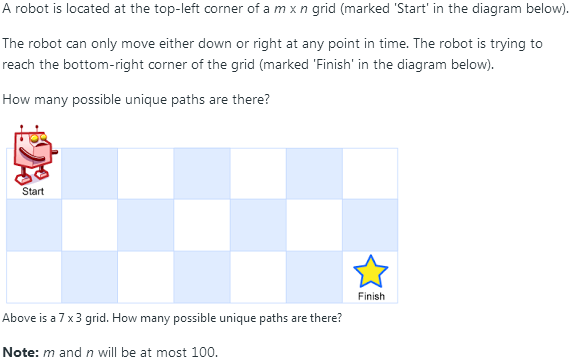 A robot is located at the top-left corner of a m x n grid (marked 'Start' in the diagram below).
The robot can only move either down or right at any point in time. The robot is trying to
reach the bottom-right corner of the grid (marked 'Finish' in the diagram below).
How many possible unique paths are there?
Start
Finish
Above is a 7 x 3 grid. How many possible unique paths are there?
Note: m and n will be at most 100.